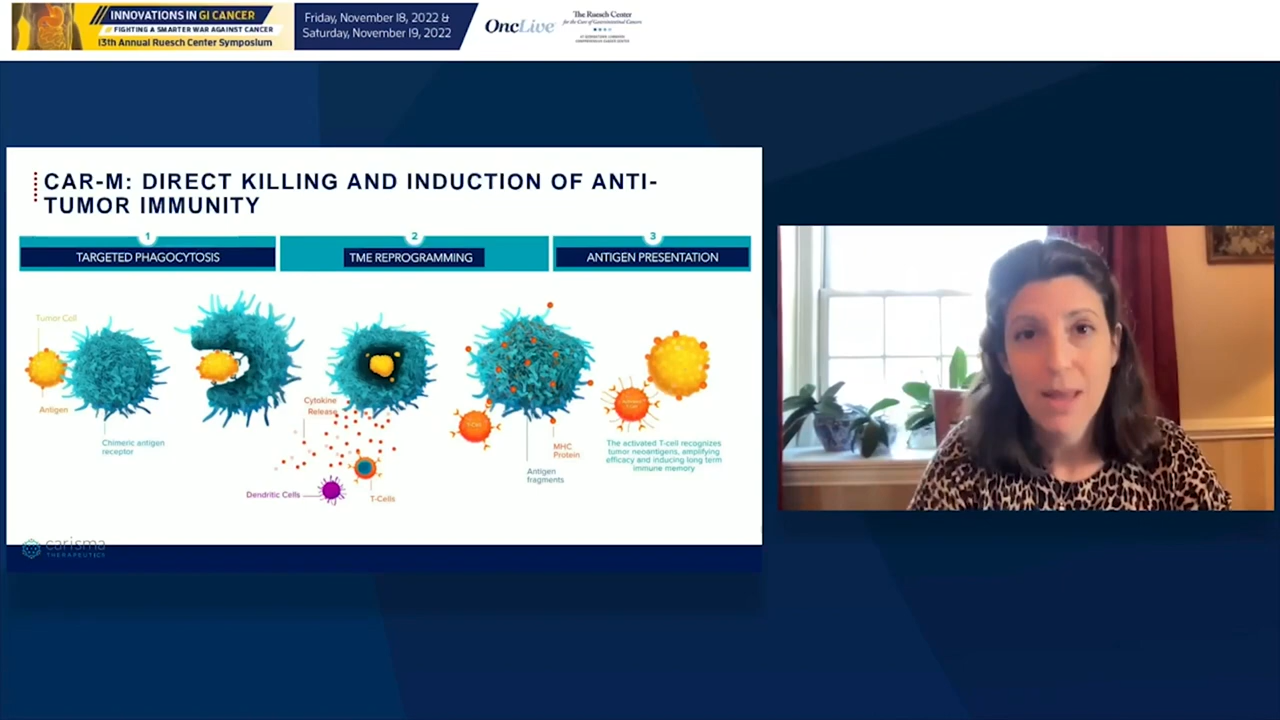 INNOVATIONS IN GI CANCER
FIGHTING A SMARTER WAR AGAINST CANCER
13th Annual Ruesch Center Symposium
Friday, November 18, 2022 &
Saturday, November 19, 2022
OncLive
The Ruesch Center
for the Cure of Gastrointestinal Cancers
CAR-M: DIRECT KILLING AND INDUCTION OF ANTI-
TUMOR IMMUNITY
1
TARGETED PHAGOCYTOSIS
2
TME REPROGRAMMING
3
ANTIGEN PRESENTATION
Tumor Cell
Antigen
Chimeric antigen
receptor
Cytokine
Release
Dendritic Cells
T-Cells
T-Cell
MHC
Protein
Antigen
fragments
The activated T-cell recognizes
tumor neoantigens, amplifying
efficacy and inducing long term
immune memory
carisma
THERAPEUTICS